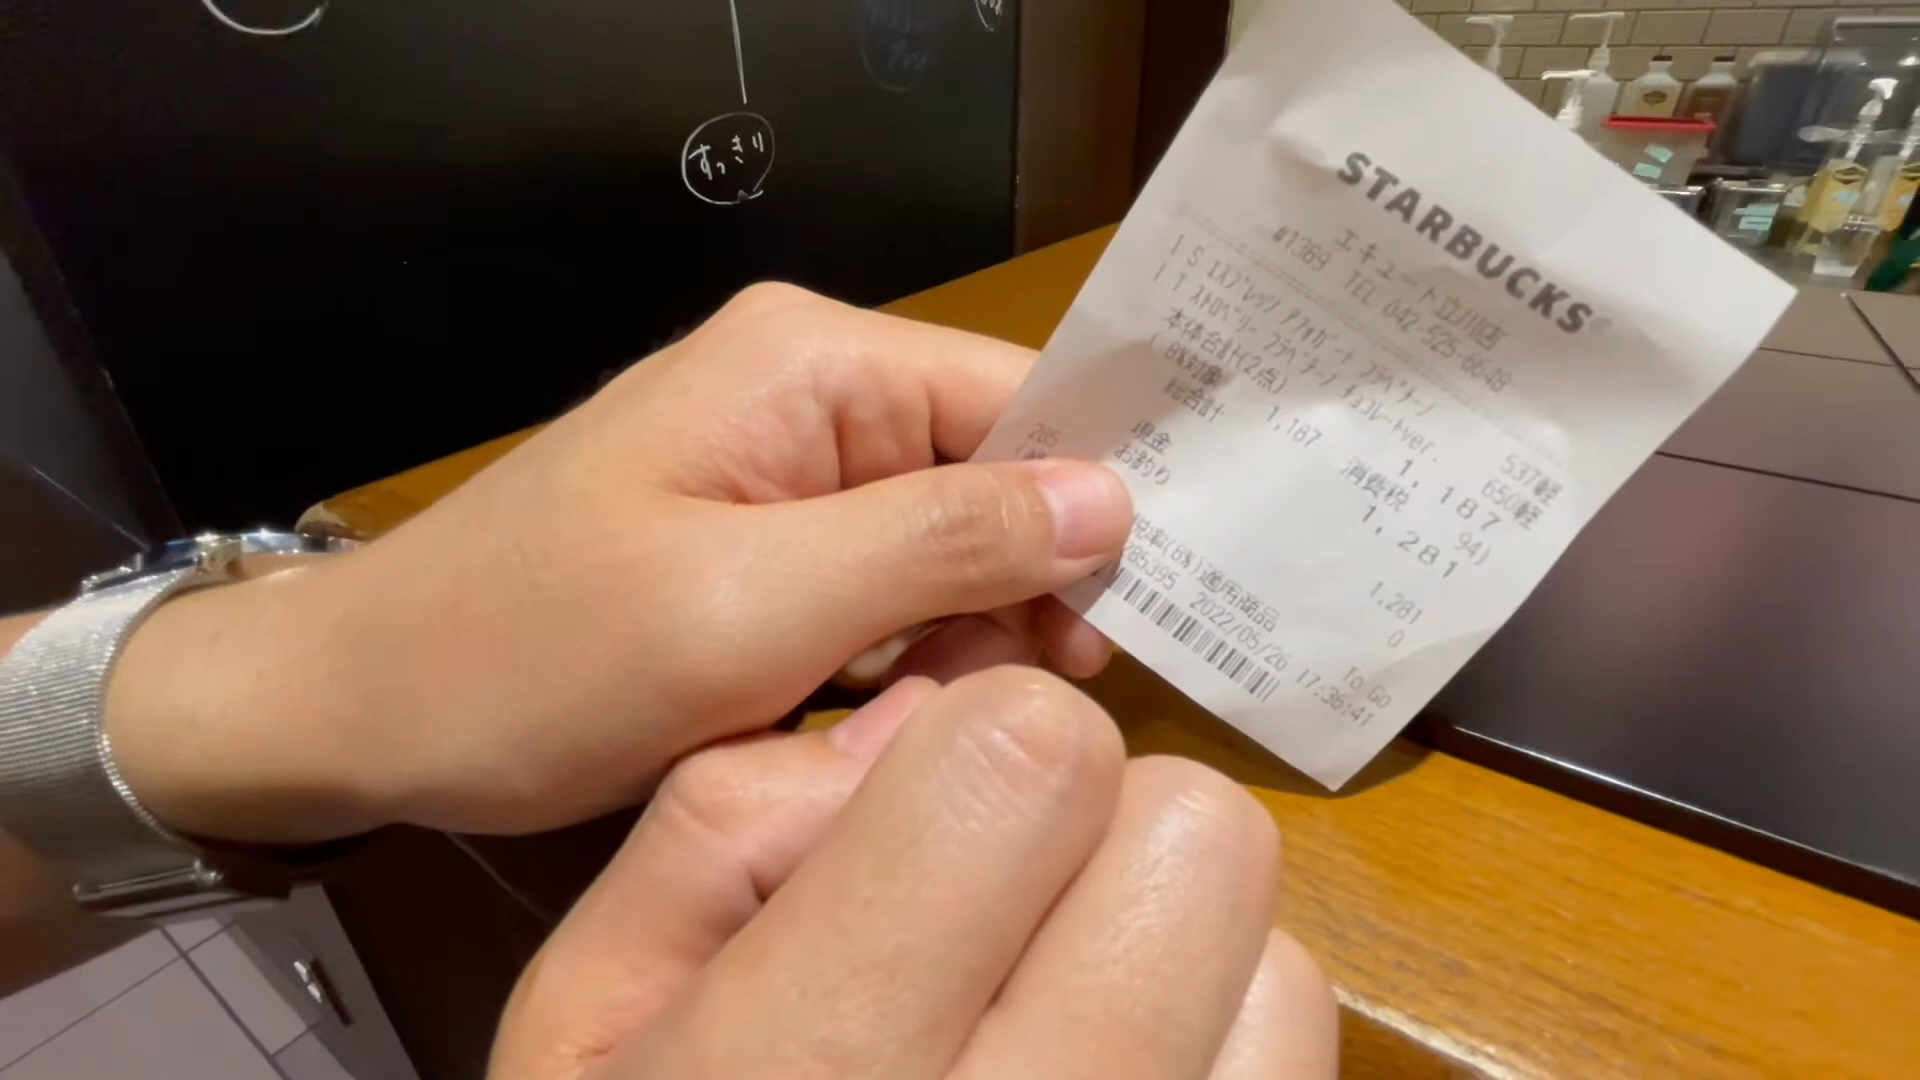 すっきり
STARBUCKS
エキュート立川店
#1369 TEL 042-525-6648
1 S エスプレッソ アフォガート フラペチーノ 537軽
1 T ストロベリー フラペチーノ チョコレートver. 650軽
本体合計(2点) 1,187
( 8%対象 1,187 消費税 94)
総合計 1,281
現金 1,281
お釣り 0
285
税率(8%)適用商品 To Go
285395 2022/05/26 17:36:41